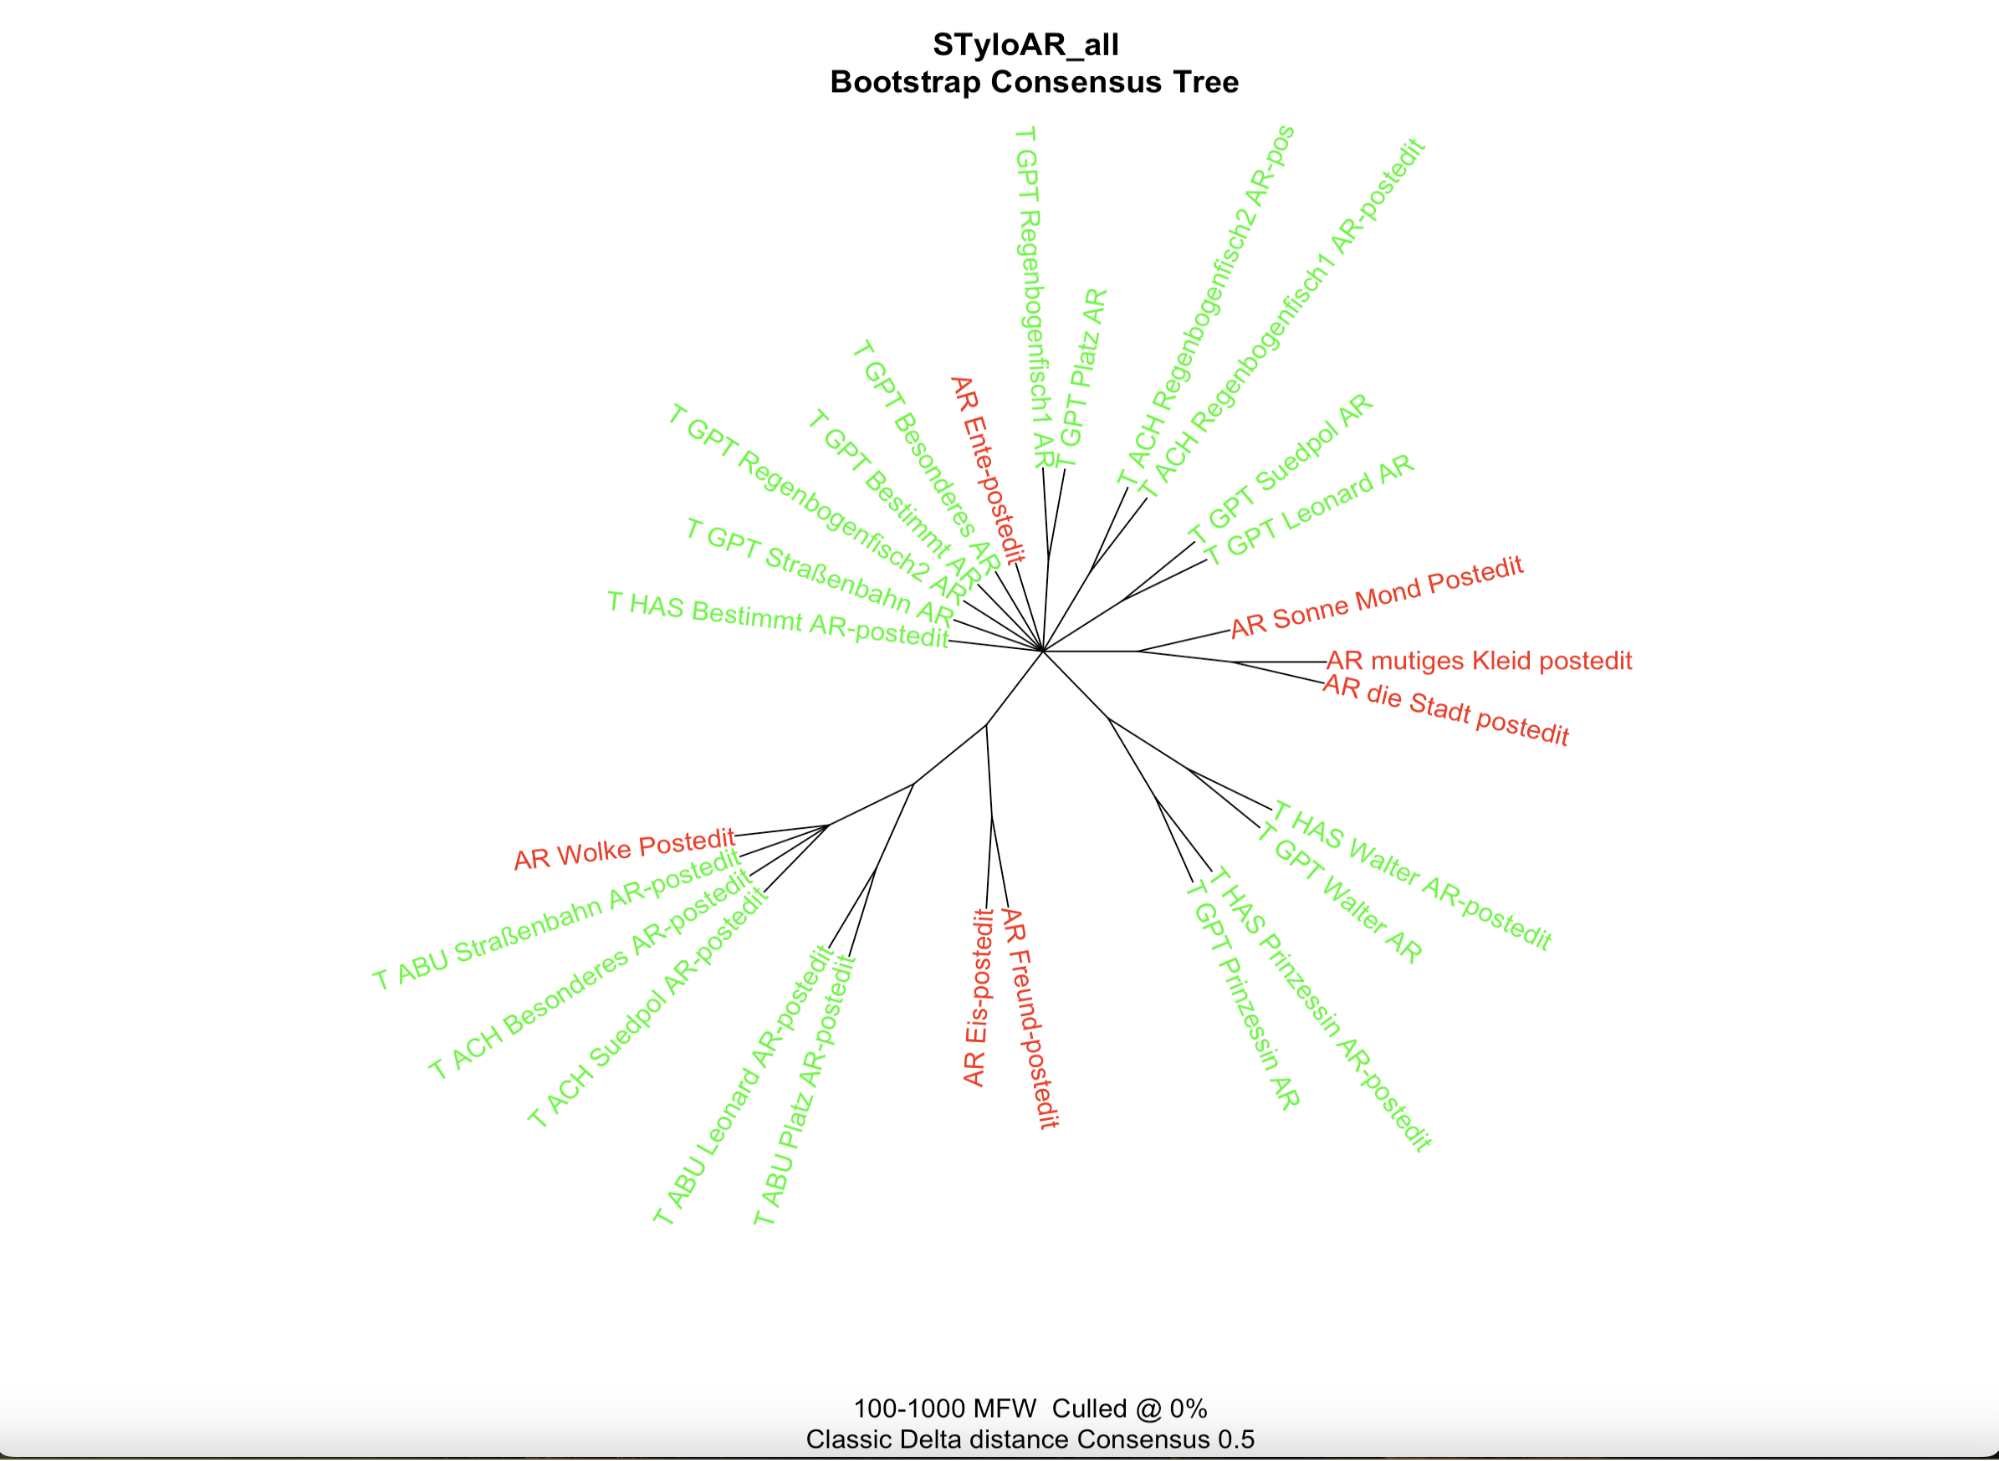 STyloAR_all
Bootstrap Consensus Tree
T GPT Regenbogenfisch1 AR
T GPT Platz AR
T ACH Regenbogenfisch2 AR-pos
T ACH Regenbogenfisch1 AR-postedit
T GPT Suedpol AR
T GPT Leonard AR
AR Sonne Mond Postedit
AR mutiges Kleid postedit
AR die Stadt postedit
T HAS Walter AR-postedit
T GPT Walter AR
T HAS Prinzessin AR-postedit
T GPT Prinzessin AR
AR Freund-postedit
AR Eis-postedit
T ABU Platz AR-postedit
T ABU Leonard AR-postedit
T ACH Suedpol AR-postedit
T ACH Besonderes AR-postedit
T ABU Straßenbahn AR-postedit
AR Wolke Postedit
T HAS Bestimmt AR-postedit
T GPT Straßenbahn AR
T GPT Regenbogenfisch2 AR
T GPT Bestimmt AR
T GPT Besonderes AR
AR Ente-postedit
100-1000 MFW  Culled @ 0%
Classic Delta distance Consensus 0.5